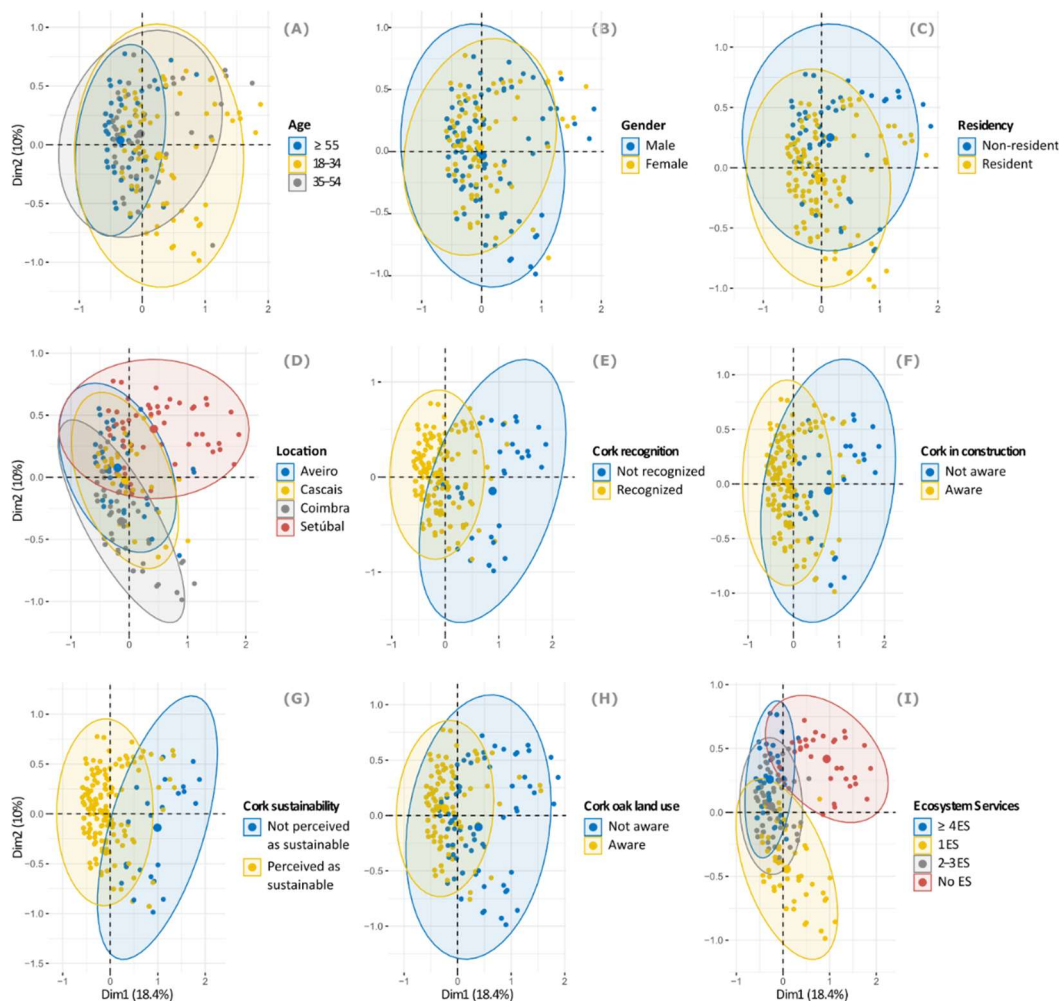 (A)
1.0
0.5
0.0
-0.5
-1.0
Dim2 (10%)
-1 0 1 2
Age
≥ 55
18-34
35-54
(B)
1.0
0.5
0.0
-0.5
-1.0
-1 0 1 2
Gender
Male
Female
(C)
1.0
0.5
0.0
-0.5
-1.0
-1 0 1 2
Residency
Non-resident
Resident
(D)
1.0
0.5
0.0
-0.5
-1.0
Dim2 (10%)
-1 0 1 2
Location
Aveiro
Cascais
Coimbra
Setúbal
(E)
1
0
-1
-1 0 1 2
Cork recognition
Not recognized
Recognized
(F)
1.0
0.5
0.0
-0.5
-1.0
-1 0 1 2
Cork in construction
Not aware
Aware
(G)
1.0
0.5
0.0
-0.5
-1.0
-1.5
Dim2 (10%)
-1 0 1 2
Dim1 (18.4%)
Cork sustainability
Not perceived
as sustainable
Perceived as
sustainable
(H)
1.0
0.5
0.0
-0.5
-1.0
-1 0 1 2
Dim1 (18.4%)
Cork oak land use
Not aware
Aware
(I)
1.0
0.5
0.0
-0.5
-1.0
-1 0 1 2
Dim1 (18.4%)
Ecosystem Services
≥ 4ES
1ES
2-3ES
No ES